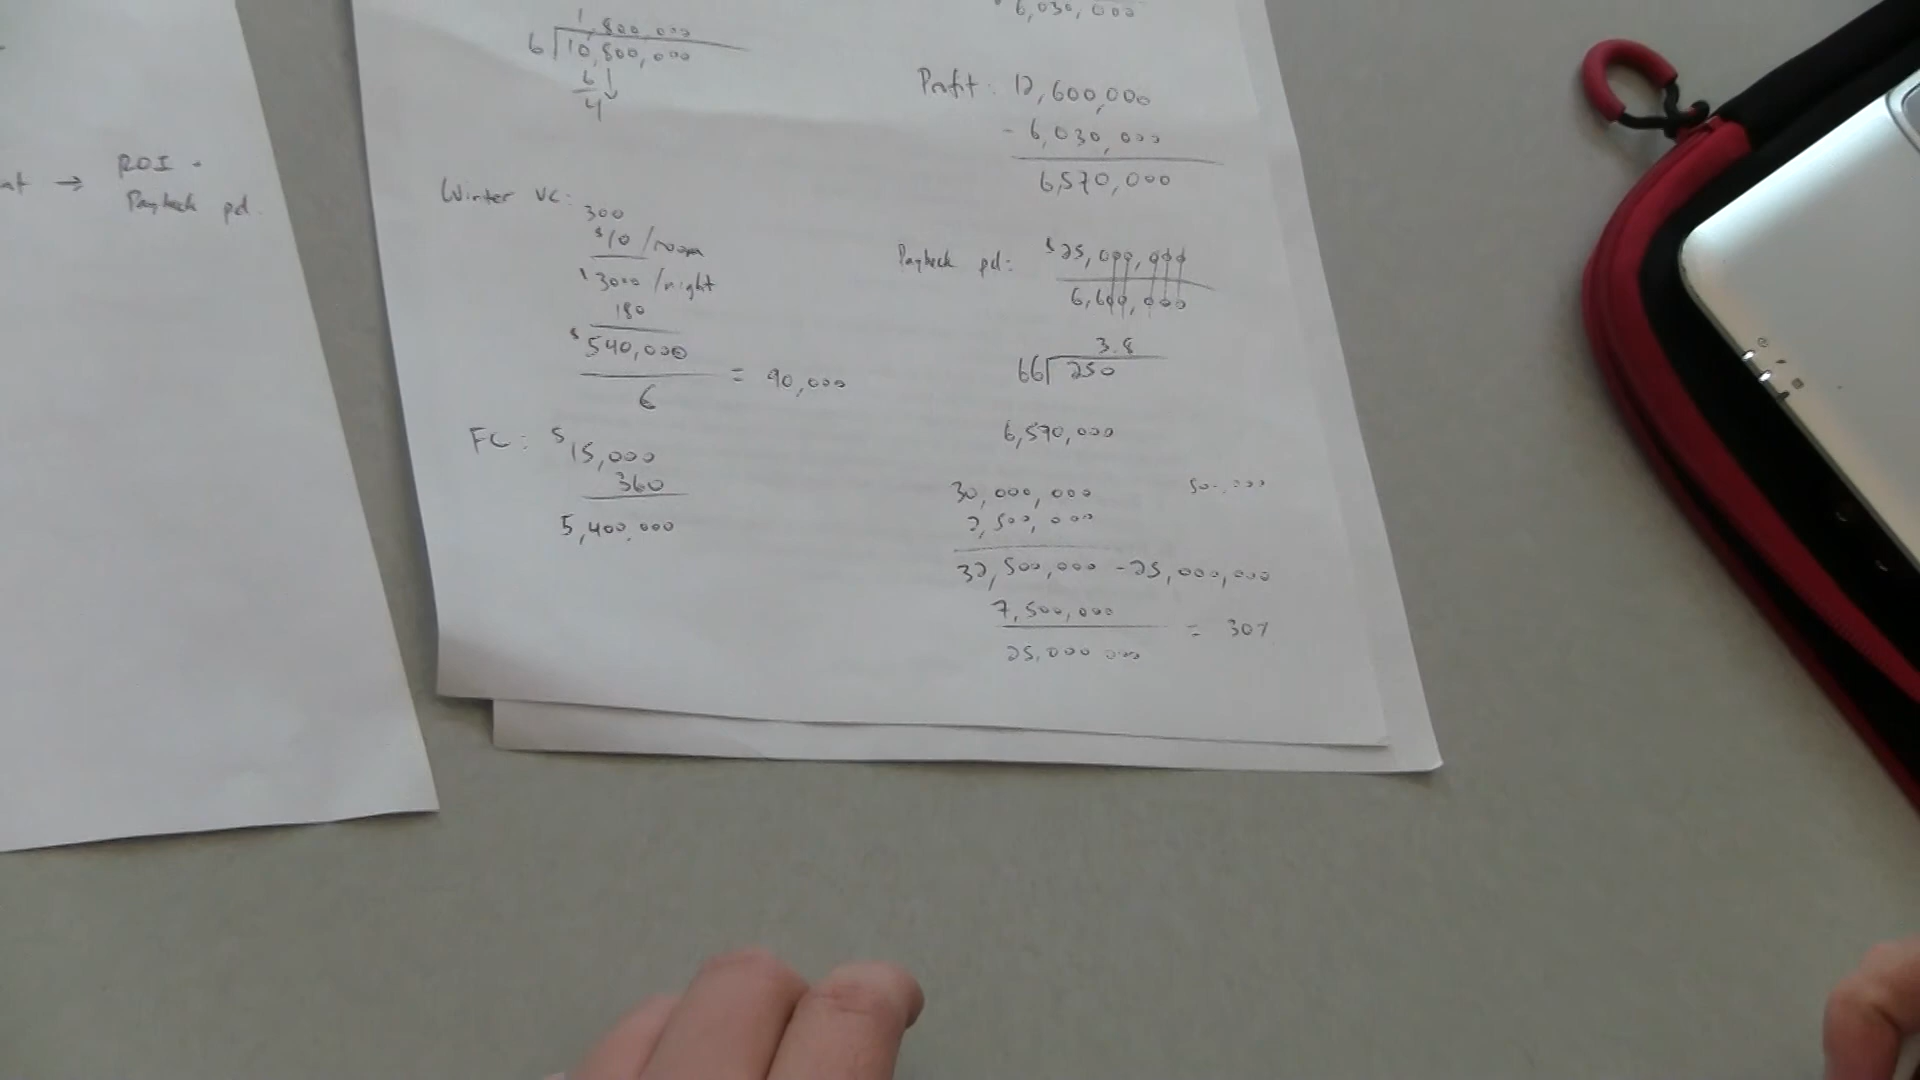 ROI
Payback pd.
1,800,000
6 10,800,000
6
4
Winter VC:
300
$10 /room
$3000 /night
180
$540,000
6
= 90,000
FC: $15,000
360
5,400,000
6,030,000
Profit: 12,600,000
- 6,030,000
6,570,000
Payback pd: $25,000,000
6,600,000
3.8
66 250
6,590,000
30,000,000
2,500,000
32,500,000 - 25,000,000
7,500,000
25,000 000
= 30%